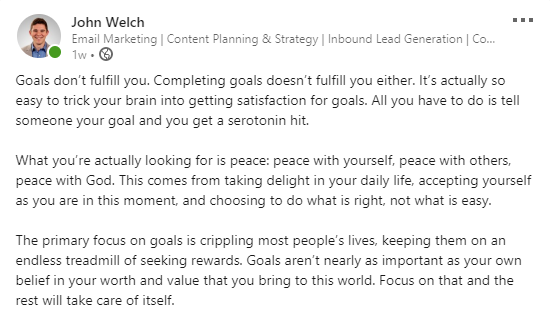 John Welch
Email Marketing | Content Planning & Strategy | Inbound Lead Generation | Co...
1w •
Goals don't fulfill you. Completing goals doesn't fulfill you either. It's actually so
easy to trick your brain into getting satisfaction for goals. All you have to do is tell
someone your goal and you get a serotonin hit.
What you're actually looking for is peace: peace with yourself, peace with others,
peace with God. This comes from taking delight in your daily life, accepting yourself
as you are in this moment, and choosing to do what is right, not what is easy.
The primary focus on goals is crippling most people's lives, keeping them on an
endless treadmill of seeking rewards. Goals aren't nearly as important as your own
belief in your worth and value that you bring to this world. Focus on that and the
rest will take care of itself.